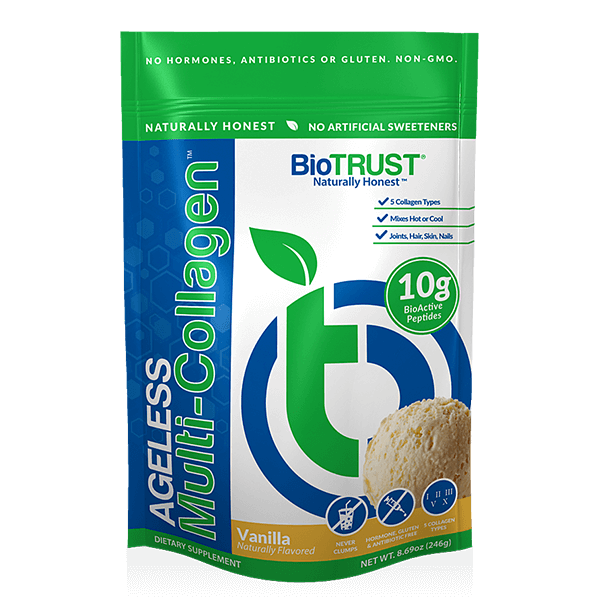 NO HORMONES, ANTIBIOTICS OR GLUTEN. NON-GMO.
NATURALLY HONEST NO ARTIFICIAL SWEETENERS
BioTRUST®
Naturally Honest™
5 Collagen Types
Mixes Hot or Cool
Joints, Hair, Skin, Nails
10g
BioActive
Peptides
AGELESS
Multi-Collagen™
t
Vanilla
Naturally Flavored
NEVER
CLUMPS
HORMONE, GLUTEN
& ANTIBIOTIC FREE
I II III
V X
5 COLLAGEN
TYPES
DIETARY SUPPLEMENT
NET WT. 8.69oz (246g)